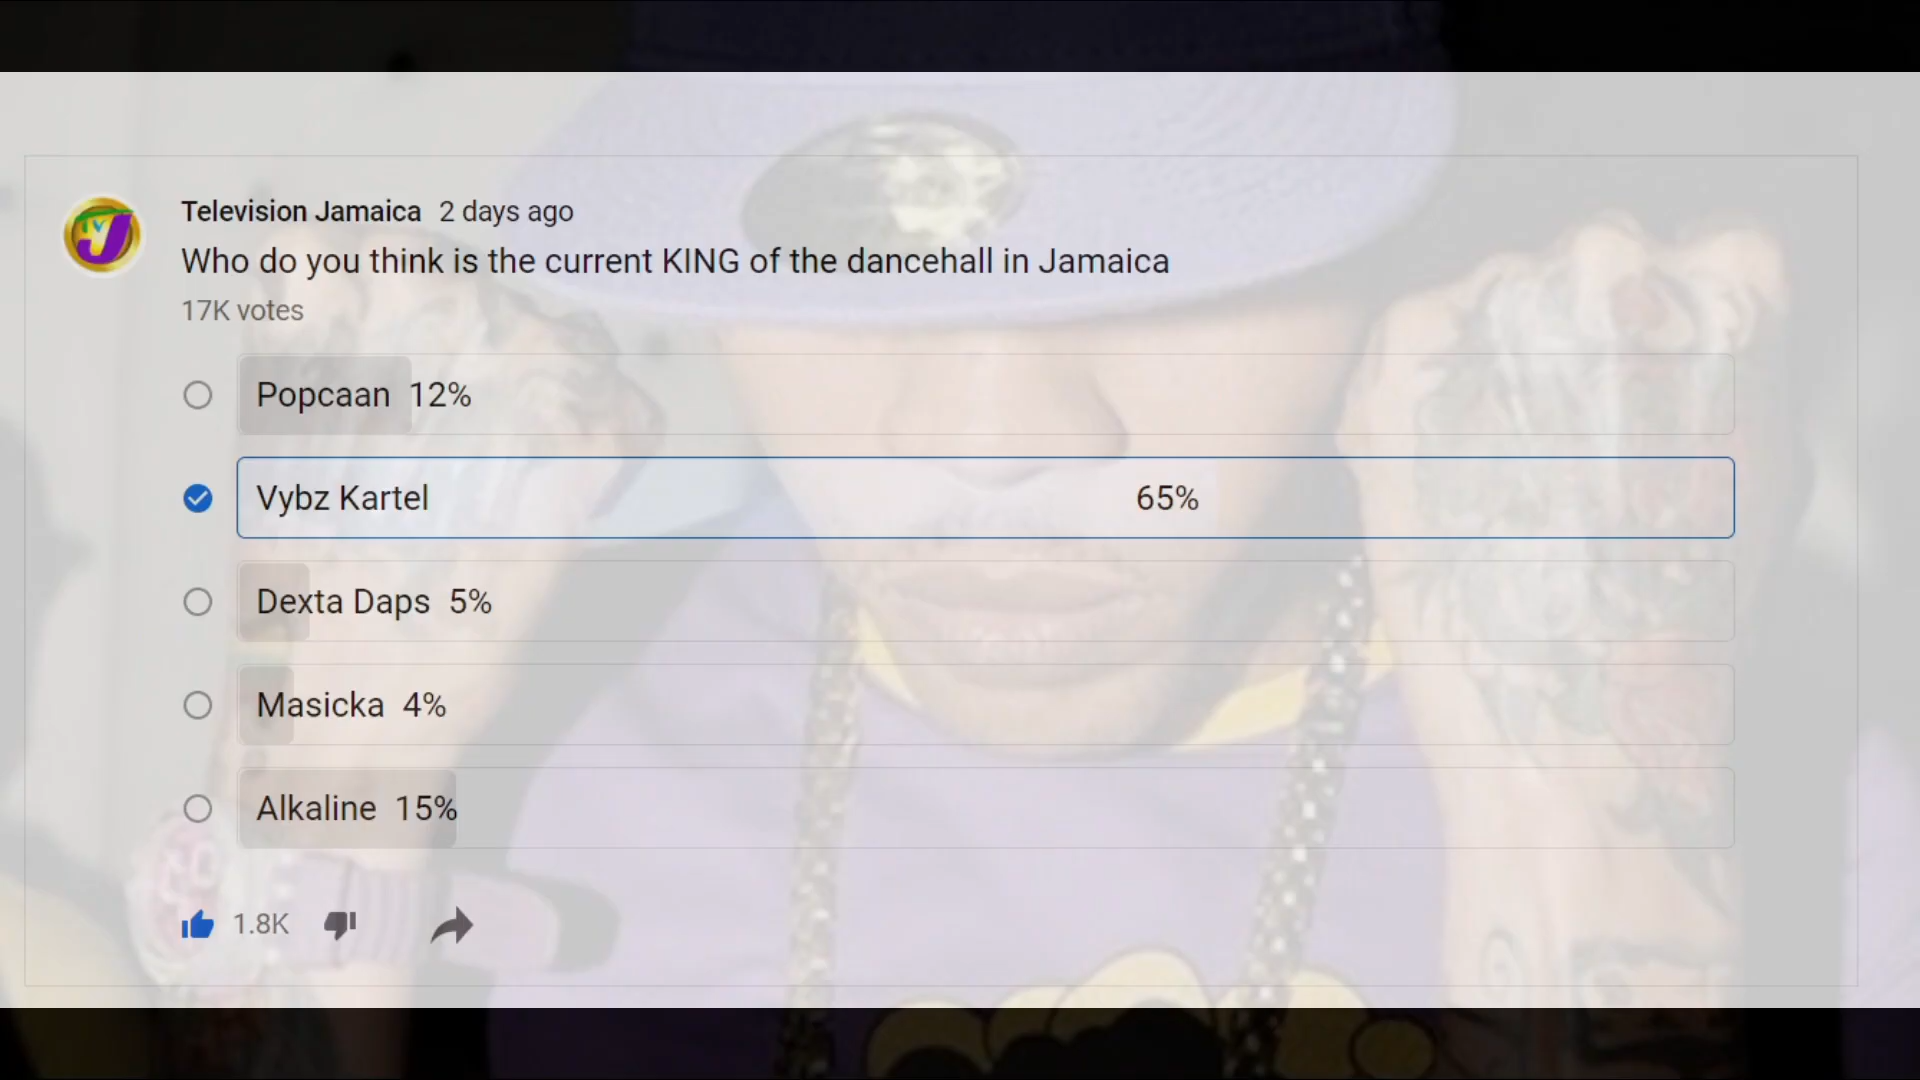 TVJ
Television Jamaica 2 days ago
Who do you think is the current KING of the dancehall in Jamaica
17K votes
Popcaan 12%
Vybz Kartel 65%
Dexta Daps 5%
Masicka 4%
Alkaline 15%
1.8K